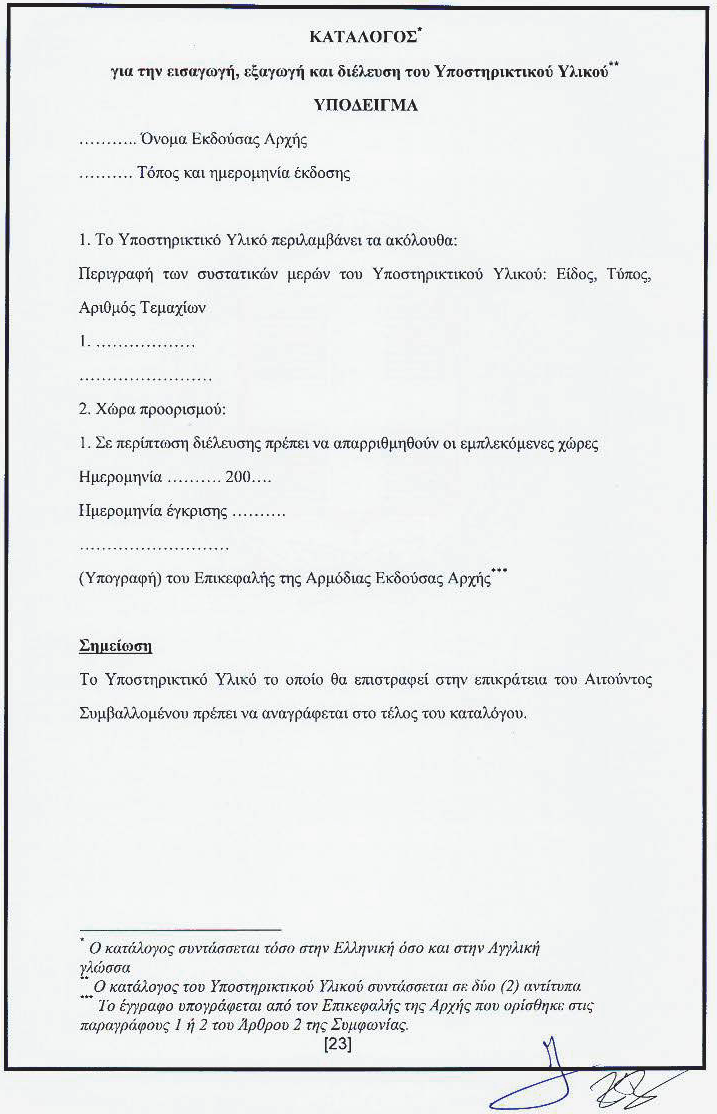 ΚΑΤΑΛΟΓΟΣ*
για την εισαγωγή, εξαγωγή και διέλευση του Υποστηρικτικού Υλικού**
ΥΠΟΔΕΙΓΜΑ
........... Όνομα Εκδούσας Αρχής
.......... Τόπος και ημερομηνία έκδοσης
1. Το Υποστηρικτικό Υλικό περιλαμβάνει τα ακόλουθα:
Περιγραφή των συστατικών μερών του Υποστηρικτικού Υλικού: Είδος, Τύπος,
Αριθμός Τεμαχίων
1. ..................
........................
2. Χώρα προορισμού:
1. Σε περίπτωση διέλευσης πρέπει να απαρριθμηθούν οι εμπλεκόμενες χώρες
Ημερομηνία .......... 200....
Ημερομηνία έγκρισης ..........
...........................
(Υπογραφή) του Επικεφαλής της Αρμόδιας Εκδούσας Αρχής***
Σημείωση
Το Υποστηρικτικό Υλικό το οποίο θα επιστραφεί στην επικράτεια του Αιτούντος
Συμβαλλομένου πρέπει να αναγράφεται στο τέλος του καταλόγου.
* Ο κατάλογος συντάσσεται τόσο στην Ελληνική όσο και στην Αγγλική
γλώσσα
** Ο κατάλογος του Υποστηρικτικού Υλικού συντάσσεται σε δύο (2) αντίτυπα
*** Το έγγραφο υπογράφεται από τον Επικεφαλής της Αρχής που ορίσθηκε στις
παραγράφους 1 ή 2 του Άρθρου 2 της Συμφωνίας.
[23]